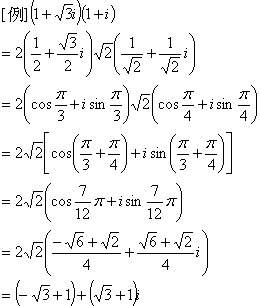 [例](1+√3i)(1+i)
=2(1/2+√3/2 i)√2(1/√2+1/√2 i)
=2(cos π/3+i sin π/3)√2(cos π/4+i sin π/4)
=2√2[cos(π/3+π/4)+i sin(π/3+π/4)]
=2√2(cos 7/12 π+i sin 7/12 π)
=2√2((-√6+√2)/4+(√6+√2)/4 i)
=(-√3+1)+(√3+1)i